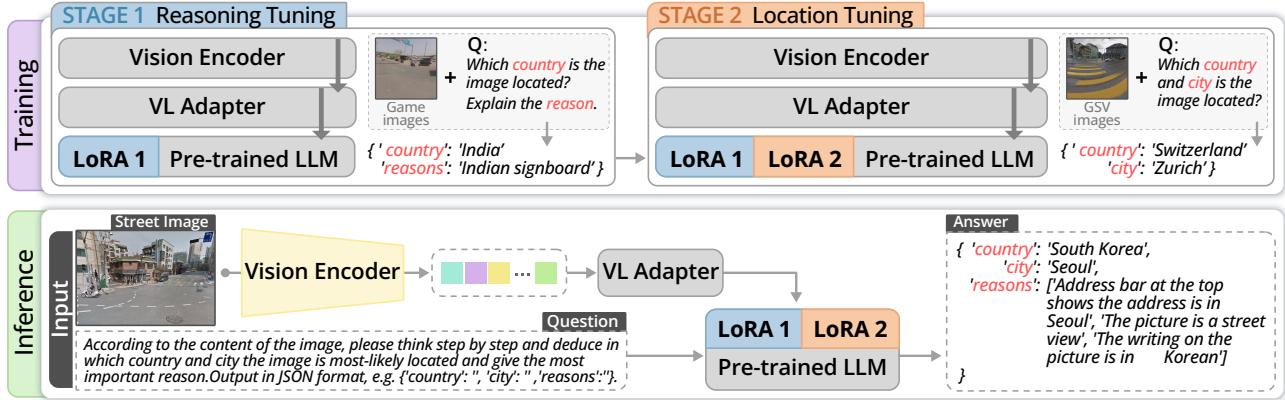 STAGE 1 Reasoning Tuning
STAGE 2 Location Tuning
Training
Vision Encoder
VL Adapter
LoRA 1
Pre-trained LLM
Game
images
+
Q:
Which country is the
image located?
Explain the reason.
{ ' country': 'India'
'reasons': 'Indian signboard' }
Vision Encoder
VL Adapter
LoRA 1
LoRA 2
Pre-trained LLM
GSV images
+
Q:
Which country
and city is the
image located?
{ ' country': 'Switzerland'
'city': 'Zurich' }
Inference
Input
Street Image
Vision Encoder
...
VL Adapter
Question
According to the content of the image, please think step by step and deduce in
which country and city the image is most-likely located and give the most
important reason.Output in JSON format, e.g. {'country': '', 'city': '' ,'reasons':''}.
LoRA 1
LoRA 2
Pre-trained LLM
Answer
{ 'country': 'South Korea',
'city': 'Seoul',
'reasons': ['Address bar at the top
shows the address is in
Seoul', 'The picture is a street
view', 'The writing on the
picture is in Korean']
}